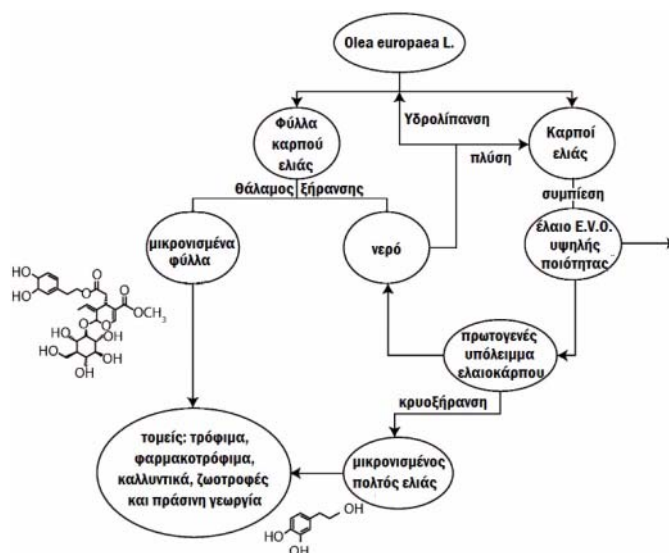 Olea europaea L.
Φύλλα
καρπού
ελιάς
Υδρολίπανση
πλύση
Καρποί
ελιάς
θάλαμος ξήρανσης
συμπίεση
μικρονισμένα
φύλλα
νερό
έλαιο E.V.O.
υψηλής
ποιότητας
HO
HO
O
O
O
OCH3
O
O
HO
OH
HO
O
OH
OH
πρωτογενές
υπόλειμμα
ελαιοκάρπου
κρυοξήρανση
τομείς: τρόφιμα,
φαρμακοτρόφιμα,
καλλυντικά, ζωοτροφές
και πράσινη γεωργία
μικρονισμένος
πολτός ελιάς
OH
HO
OH